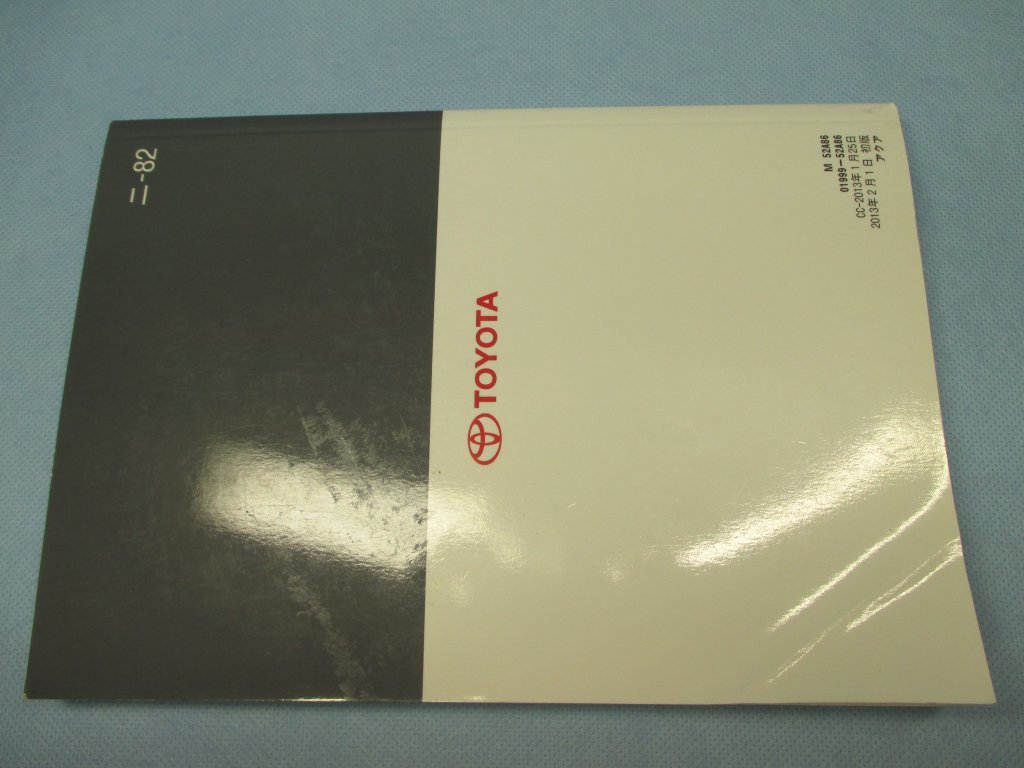 ニ-82
TOYOTA
M 52A86
01999-52A86
CC-2013年1月25日
2013年2月1日 初版
アクア